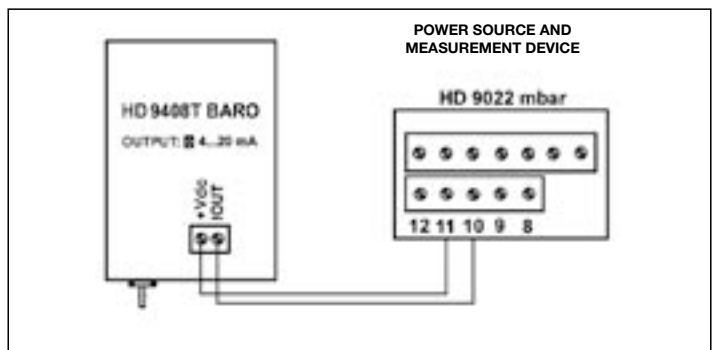 POWER SOURCE AND
MEASUREMENT DEVICE
HD 9408T BARO
OUTPUT: 4...20 mA
+Vdc
IOUT
HD 9022 mbar
12 11 10 9 8